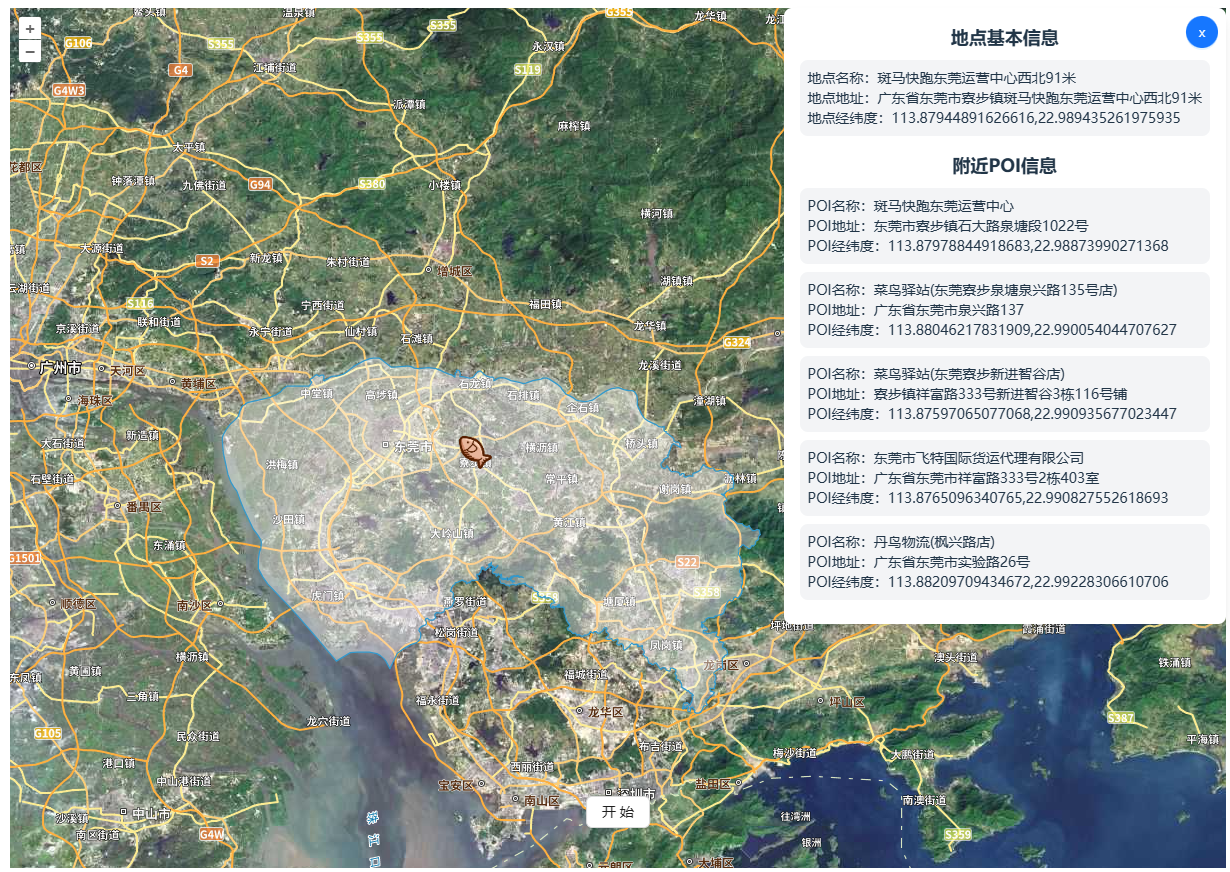 +
−
地点基本信息
x
地点名称：斑马快跑东莞运营中心西北91米
地点地址：广东省东莞市寮步镇斑马快跑东莞运营中心西北91米
地点经纬度：113.87944891626616,22.989435261975935
附近POI信息
POI名称：斑马快跑东莞运营中心
POI地址：东莞市寮步镇石大路泉塘段1022号
POI经纬度：113.87978844918683,22.98873990271368
POI名称：菜鸟驿站(东莞寮步泉塘泉兴路135号店)
POI地址：广东省东莞市泉兴路137
POI经纬度：113.88046217831909,22.990054044707627
POI名称：菜鸟驿站(东莞寮步新进智谷店)
POI地址：寮步镇祥富路333号新进智谷3栋116号铺
POI经纬度：113.87597065077068,22.990935677023447
POI名称：东莞市飞特国际货运代理有限公司
POI地址：广东省东莞市祥富路333号2栋403室
POI经纬度：113.8765096340765,22.990827552618693
POI名称：丹鸟物流(枫兴路店)
POI地址：广东省东莞市实验路26号
POI经纬度：113.88209709434672,22.99228306610706
温泉镇
G355
龙华镇
S355
G106
S355
S355
永汉镇
G4
江埔街道
S119
G4W3
派潭镇
麻榨镇
太平镇
花都区
钟落潭镇
九佛街道
G94
S380
小楼镇
横河镇
太源街道
S2
新龙镇
朱村街道
增城区
湖镇镇
云湖街道
S116
宁西街道
福田镇
联和街道
京溪街道
永宁街道
仙村镇
石滩镇
龙华镇
G324
广州市
天河区
龙溪街道
黄埔区
中堂镇
高埗镇
石龙镇
石排镇
企石镇
潼湖镇
海珠区
新造镇
大石街道
东莞市
横沥镇
桥头镇
洪梅镇
石壁街道
常平镇
谢岗镇
沥林镇
番禺区
沙田镇
黄江镇
大岭山镇
东涌镇
G1501
S22
顺德区
南沙区
虎门镇
燕罗街道
塘厦镇
S358
坪地街道
霞涌街道
松岗街道
凤岗镇
横沥镇
龙岗区
澳头街道
铁涌镇
黄圃镇
东凤镇
福城街道
三角镇
福永街道
坪山区
龙穴街道
龙华区
S387
G105
民众街道
平海镇
布吉街道
梅沙街道
大鹏街道
港口镇
西丽街道
中山港街道
宝安区
盐田区
深圳市
南山区
南澳街道
开 始
沙溪镇
中山市
往湾洲
南区街道
G4W
S359
银洲
元朗区
大埔区